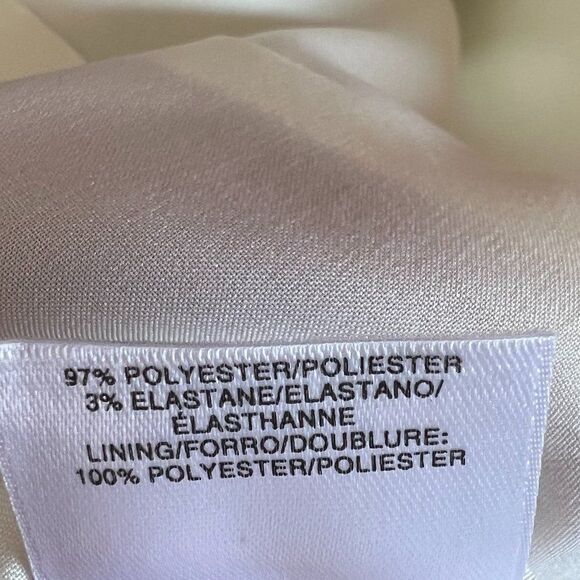 97% POLYESTER/POLIESTER
3% ELASTANE/ELASTANO/
ÉLASTHANNE
LINING/FORRO/DOUBLURE:
100% POLYESTER/POLIESTER